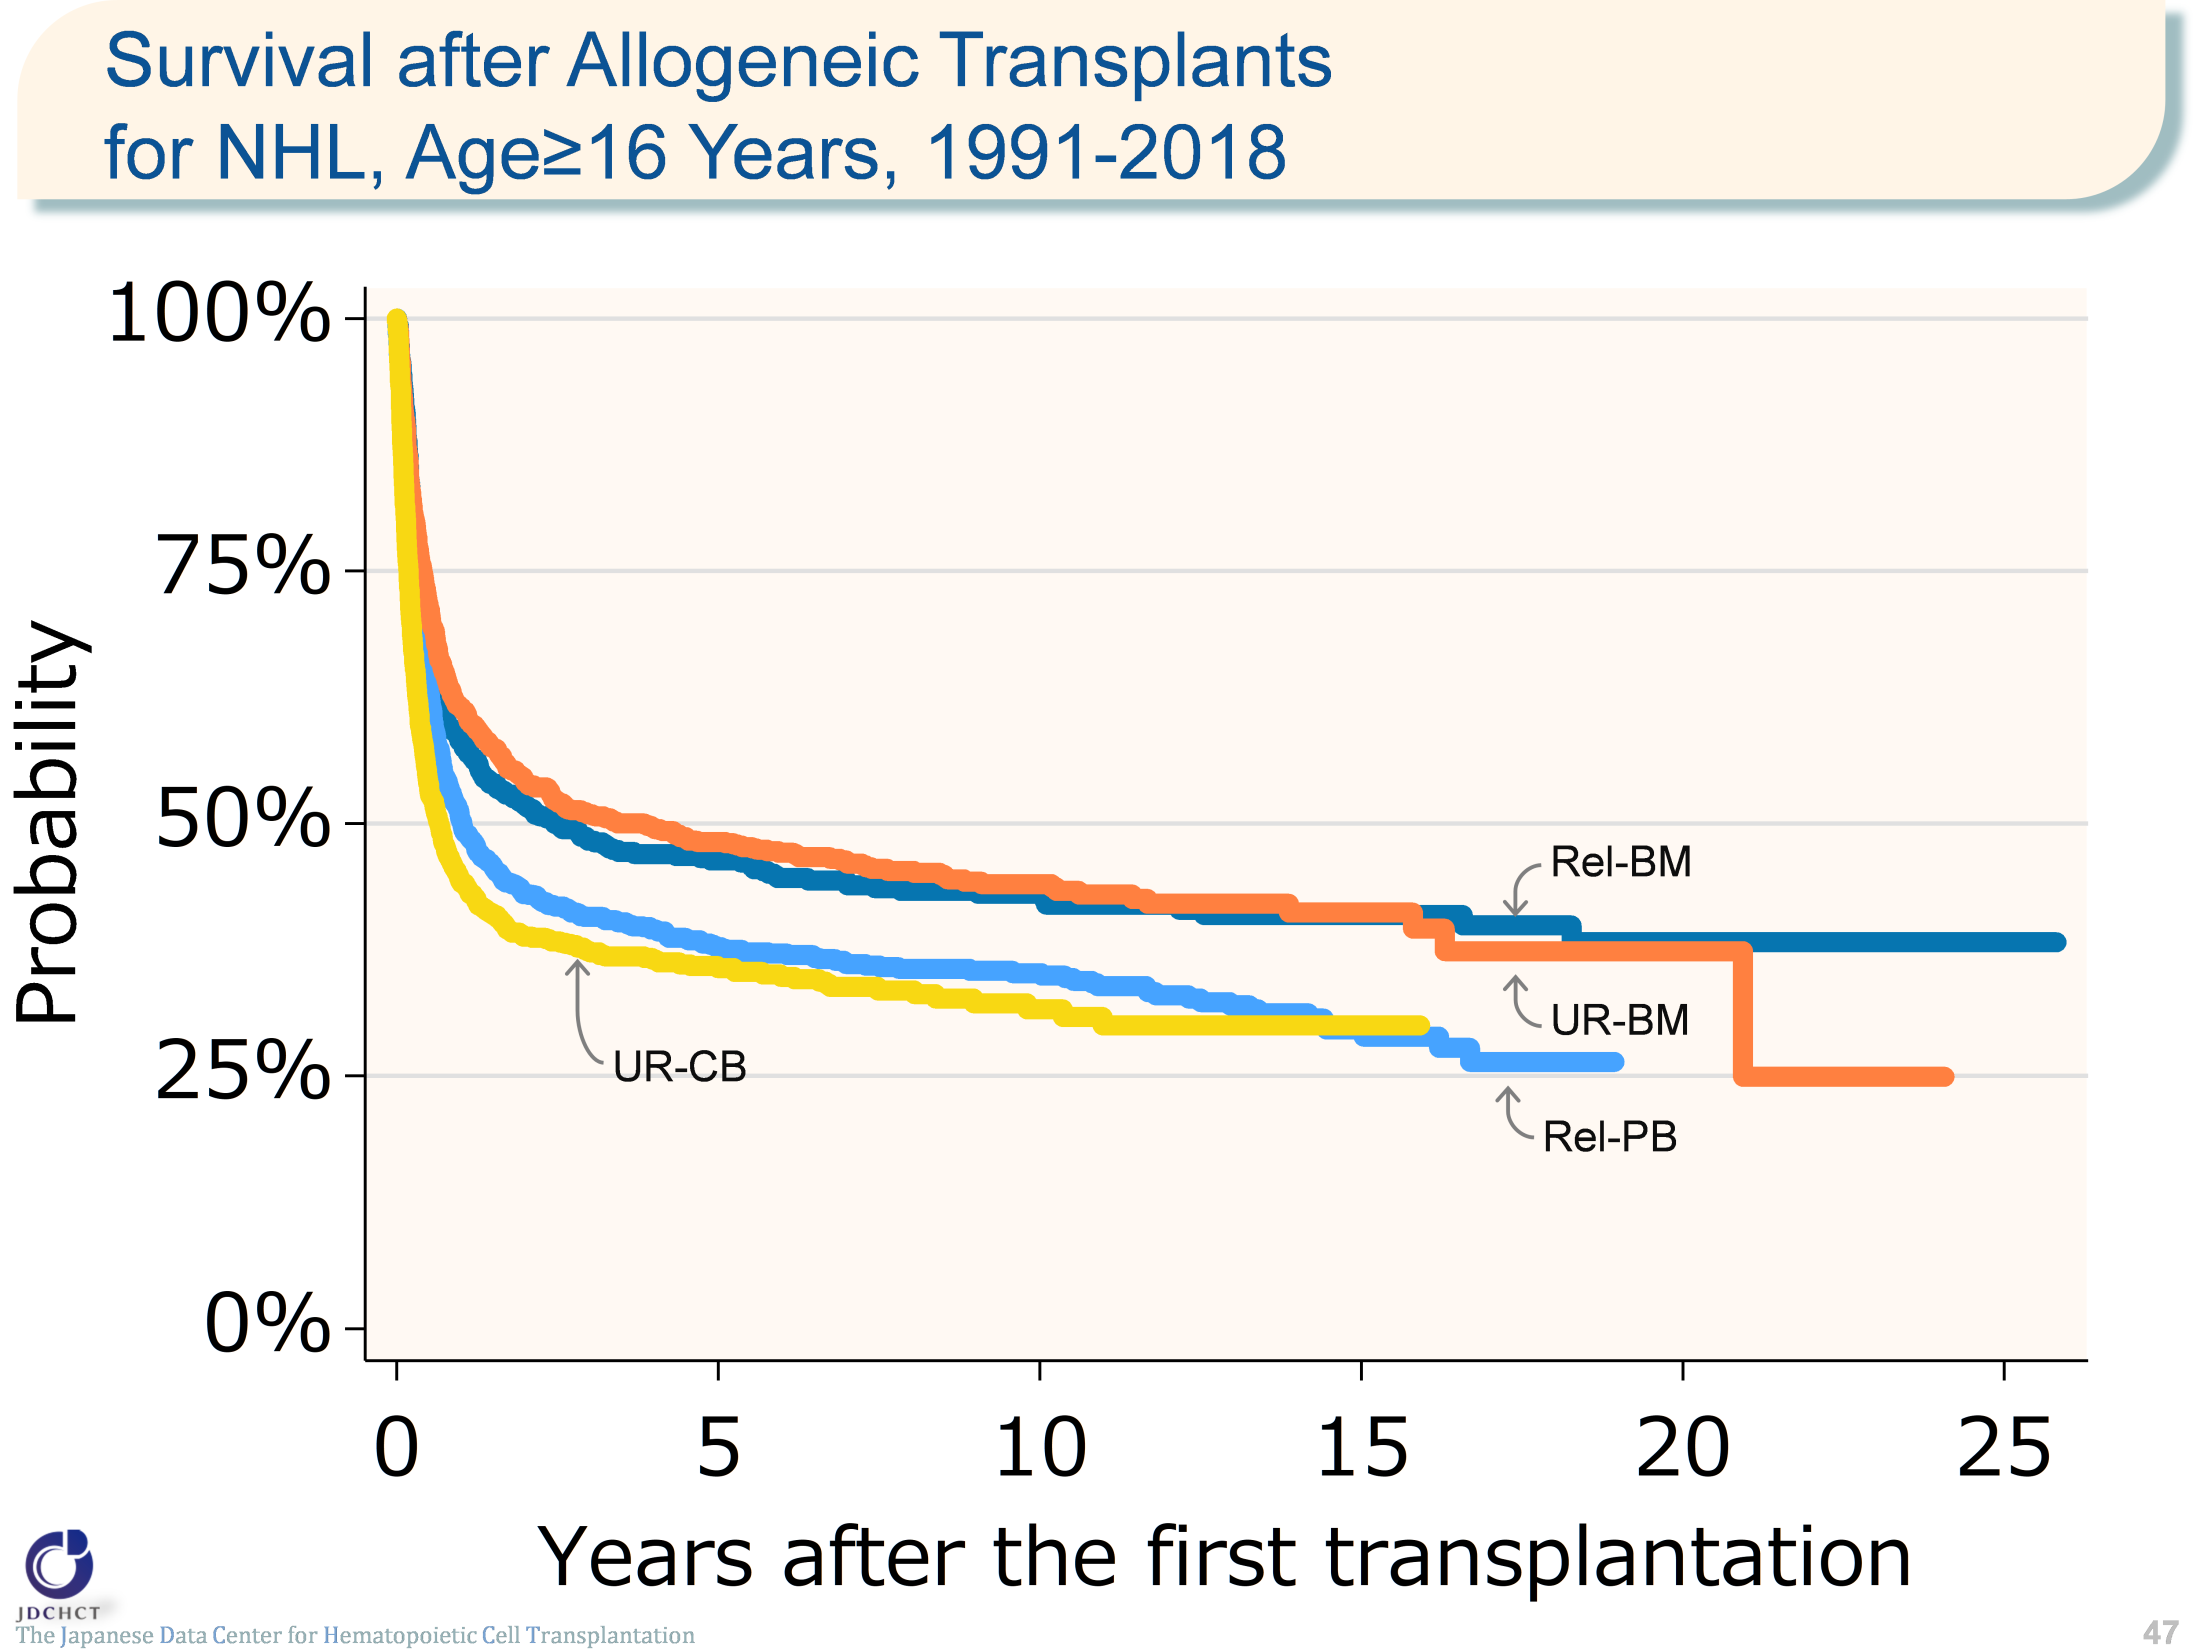 Survival after Allogeneic Transplants
for NHL, Age≥16 Years, 1991-2018
100%
75%
50%
25%
0%
Probability
Rel-BM
UR-BM
UR-CB
Rel-PB
0 5 10 15 20 25
Years after the first transplantation
JDCHCT
The Japanese Data Center for Hematopoietic Cell Transplantation
47